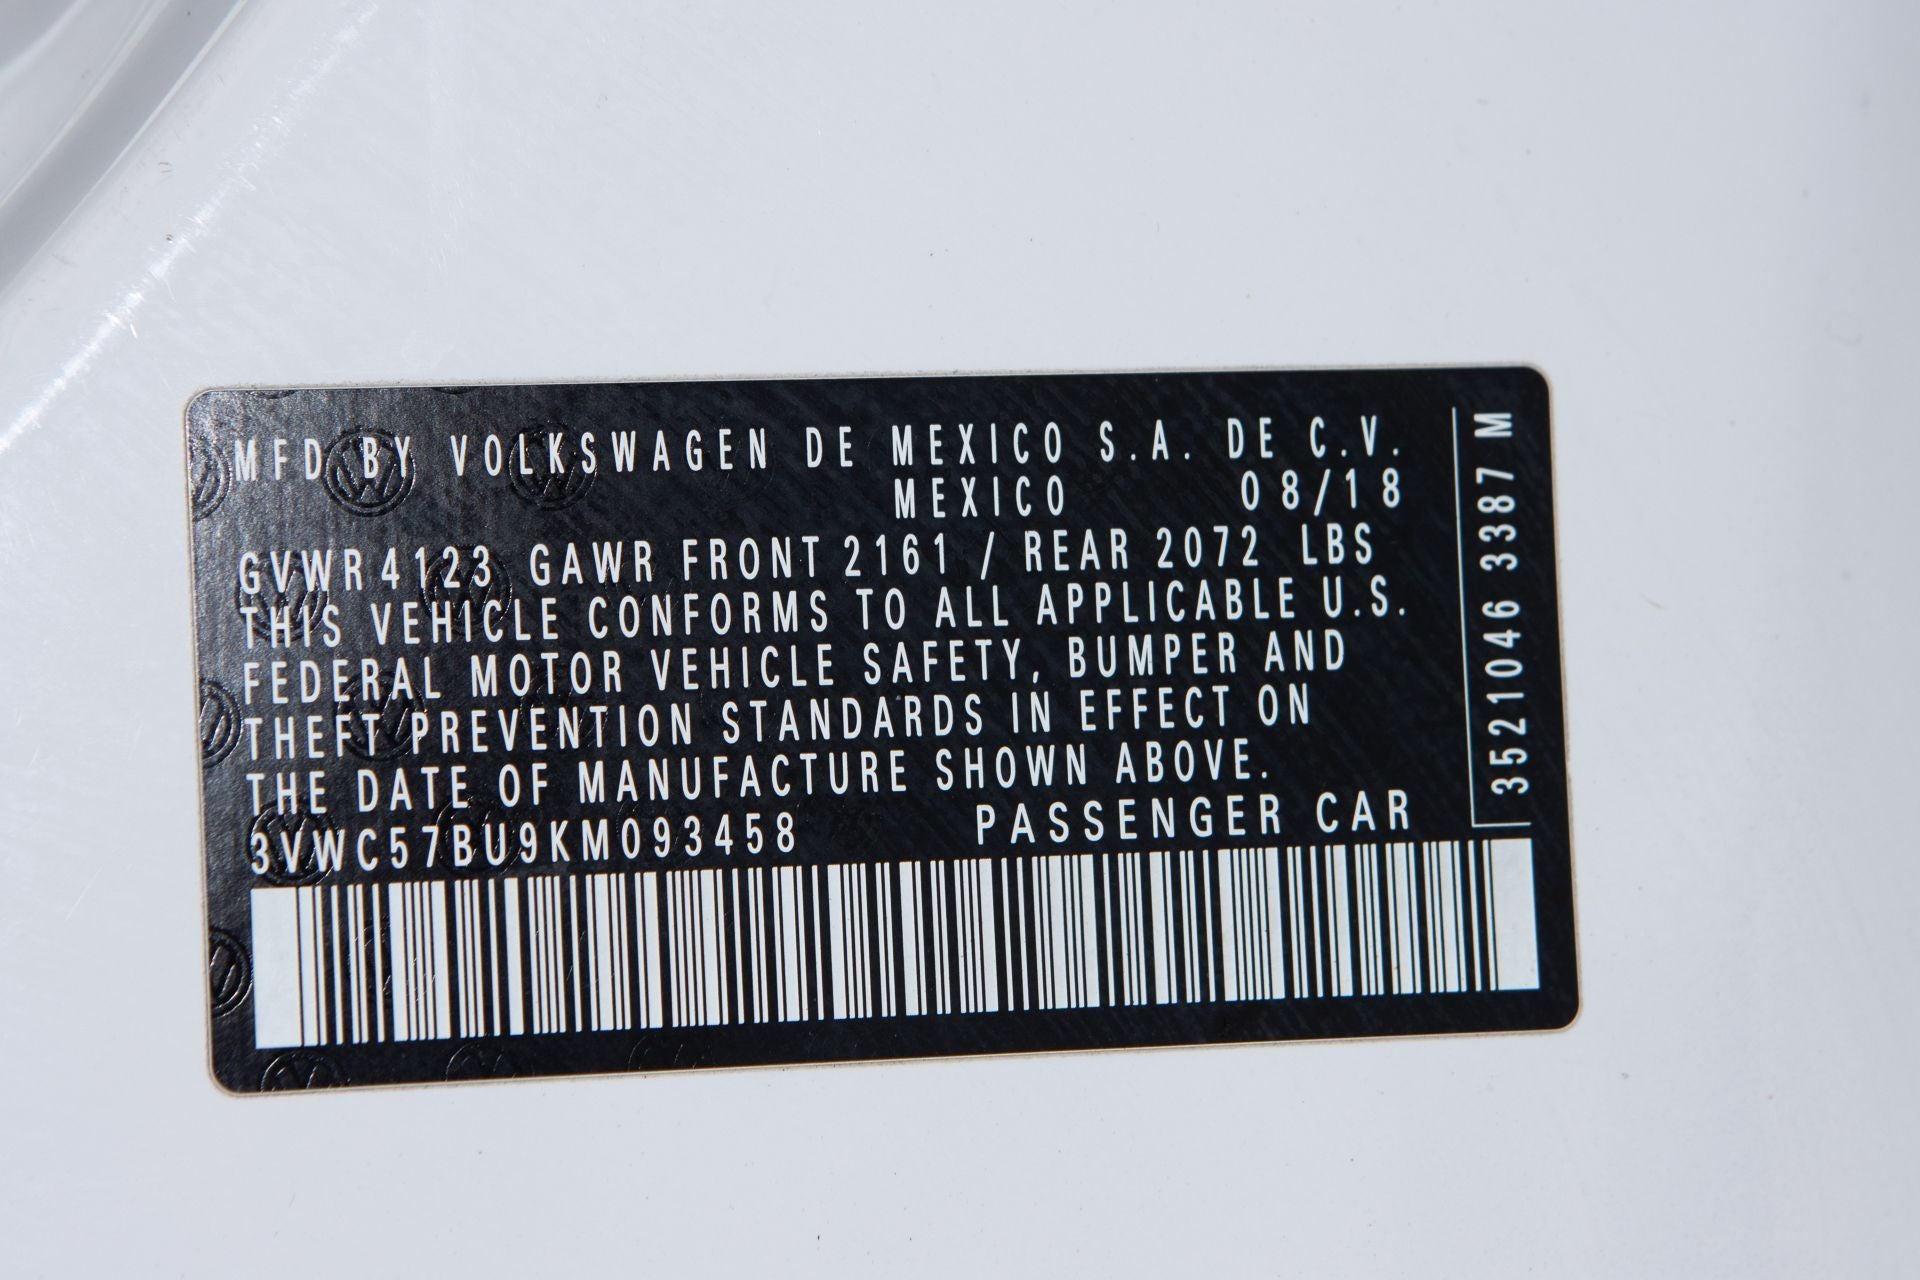 MFD BY VOLKSWAGEN DE MEXICO S.A. DE C.V.
MEXICO 08/18
GVWR 4123 GAWR FRONT 2161 / REAR 2072 LBS
THIS VEHICLE CONFORMS TO ALL APPLICABLE U.S.
FEDERAL MOTOR VEHICLE SAFETY, BUMPER AND
THEFT PREVENTION STANDARDS IN EFFECT ON
THE DATE OF MANUFACTURE SHOWN ABOVE.
3VWC57BU9KM093458 PASSENGER CAR
3521046 3387 M